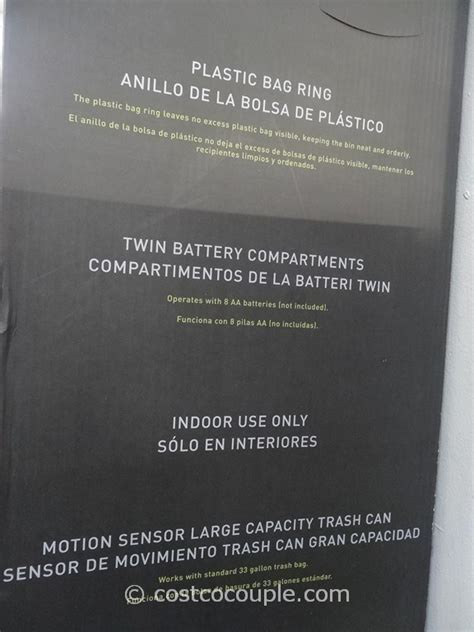 PLASTIC BAG RING
ANILLO DE LA BOLSA DE PLÁSTICO
The plastic bag ring leaves no excess plastic bag visible, keeping the bin neat and orderly.
El anillo de la bolsa de plástico no deja el exceso de bolsas de plástico visible, mantener los
recipientes limpios y ordenados.
TWIN BATTERY COMPARTMENTS
COMPARTIMENTOS DE LA BATTERI TWIN
Operates with 8 AA batteries (not included).
Funciona con 8 pilas AA (no incluidas).
INDOOR USE ONLY
SÓLO EN INTERIORES
MOTION SENSOR LARGE CAPACITY TRASH CAN
SENSOR DE MOVIMIENTO TRASH CAN GRAN CAPACIDAD
Works with standard 33 gallon trash bag.
Funciona de basura de 33 galones estándar.
© costcocouple.com